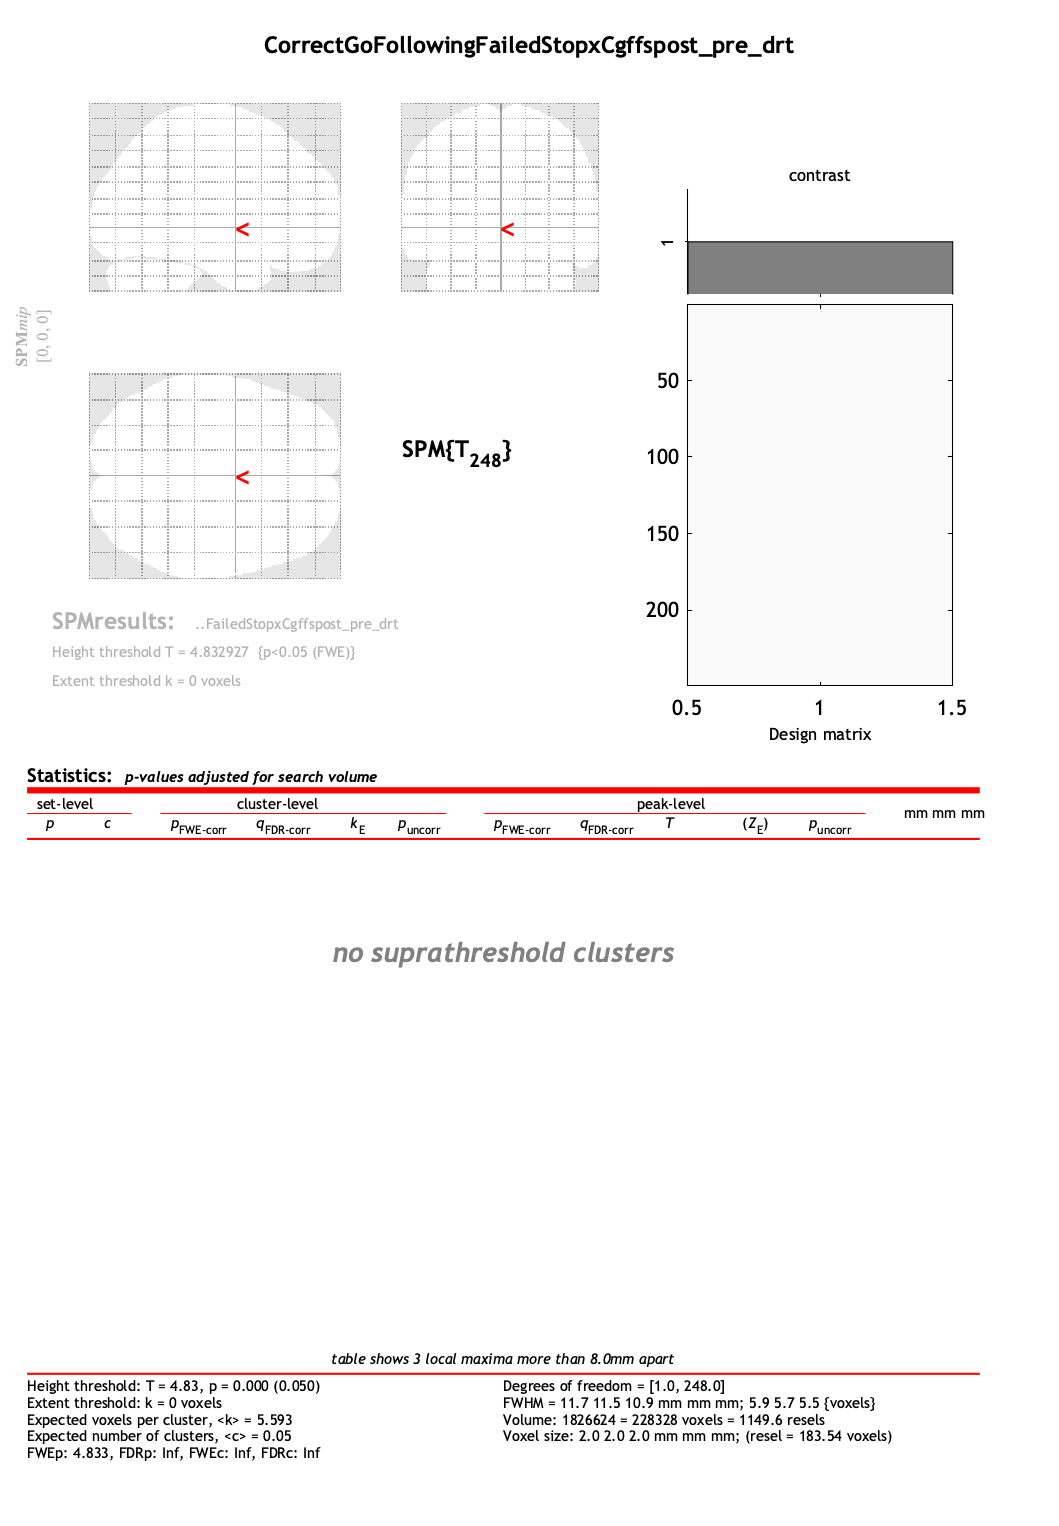 CorrectGoFollowingFailedStopxCgffspost_pre_drt
contrast
1
SPMmip
[0, 0, 0]
<
<
<
SPM{T248}
50
100
150
200
0.5 1 1.5
Design matrix
SPMresults: ..FailedStopxCgffspost_pre_drt
Height threshold T = 4.832927 {p<0.05 (FWE)}
Extent threshold k = 0 voxels
Statistics: p-values adjusted for search volume
set-level cluster-level peak-level mm mm mm
p c pFWE-corr qFDR-corr kE puncorr pFWE-corr qFDR-corr T (ZE) puncorr
no suprathreshold clusters
table shows 3 local maxima more than 8.0mm apart
Height threshold: T = 4.83, p = 0.000 (0.050)
Extent threshold: k = 0 voxels
Expected voxels per cluster, <k> = 5.593
Expected number of clusters, <c> = 0.05
FWEp: 4.833, FDRp: Inf, FWEc: Inf, FDRc: Inf
Degrees of freedom = [1.0, 248.0]
FWHM = 11.7 11.5 10.9 mm mm mm; 5.9 5.7 5.5 {voxels}
Volume: 1826624 = 228328 voxels = 1149.6 resels
Voxel size: 2.0 2.0 2.0 mm mm mm; (resel = 183.54 voxels)